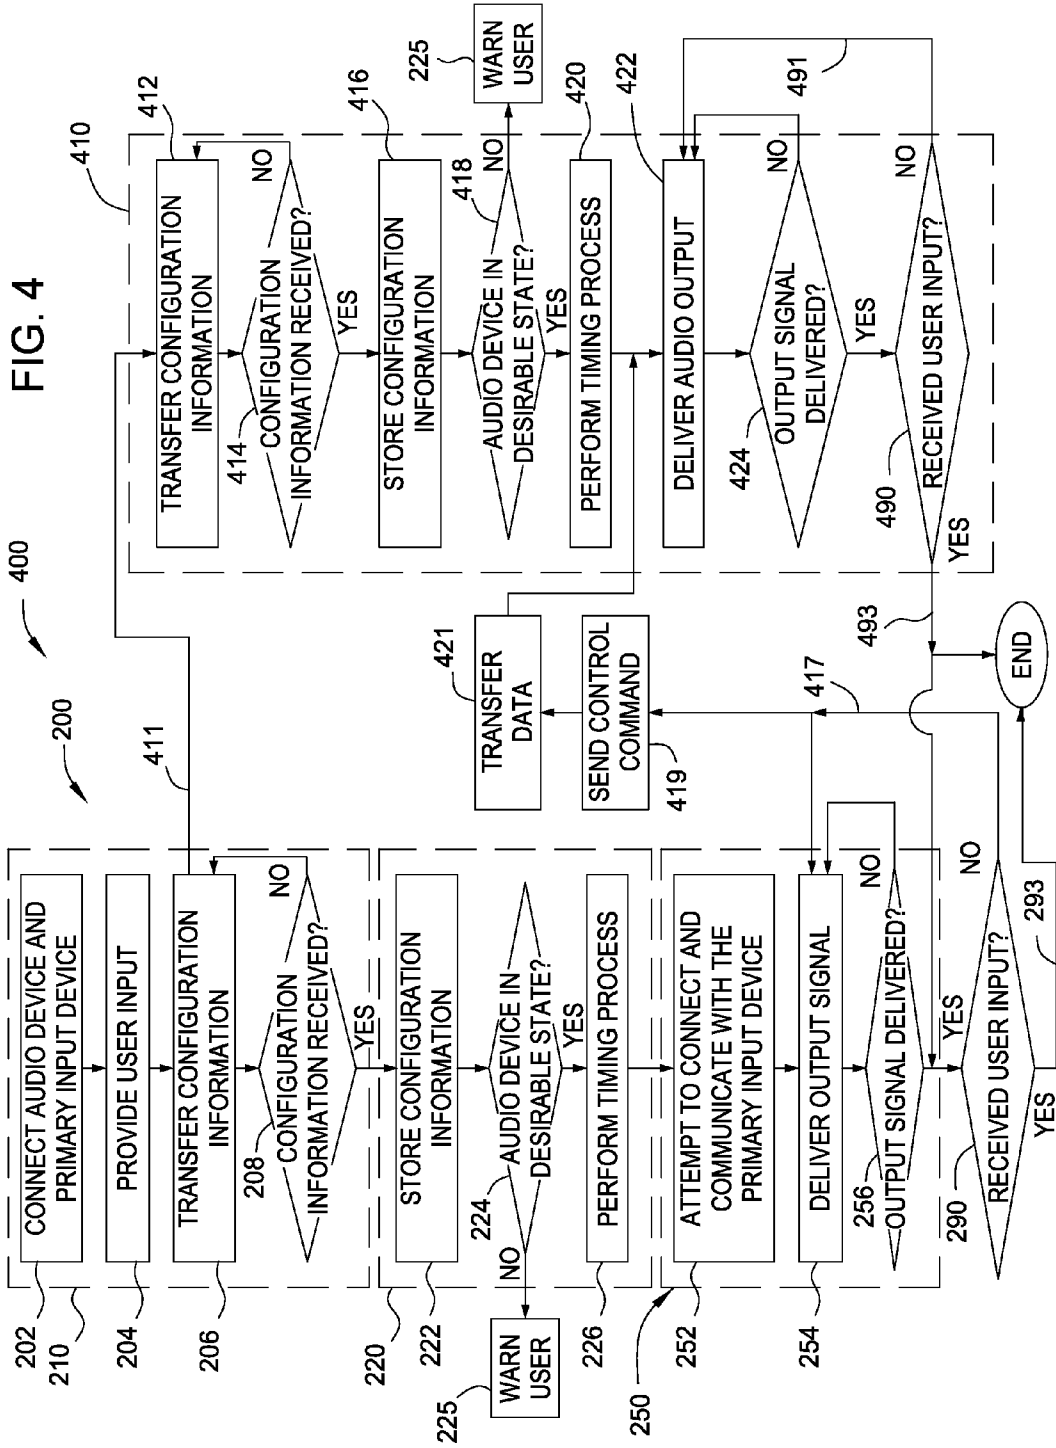 FIG. 4
400
200
411
202
CONNECT AUDIO DEVICE AND
PRIMARY INPUT DEVICE
210
204
PROVIDE USER INPUT
206
TRANSFER CONFIGURATION
INFORMATION
208
CONFIGURATION
INFORMATION RECEIVED?
NO
YES
220
222
STORE CONFIGURATION
INFORMATION
224
AUDIO DEVICE IN
DESIRABLE STATE?
NO
YES
225
WARN
USER
226
PERFORM TIMING PROCESS
250
252
ATTEMPT TO CONNECT AND
COMMUNICATE WITH THE
PRIMARY INPUT DEVICE
254
DELIVER OUTPUT SIGNAL
256
OUTPUT SIGNAL DELIVERED?
NO
YES
290
RECEIVED USER INPUT?
NO
YES
293
417
SEND CONTROL
COMMAND
419
TRANSFER
DATA
421
END
493
410
412
TRANSFER CONFIGURATION
INFORMATION
414
CONFIGURATION
INFORMATION RECEIVED?
NO
YES
416
STORE CONFIGURATION
INFORMATION
418
AUDIO DEVICE IN
DESIRABLE STATE?
NO
YES
225
WARN
USER
420
PERFORM TIMING PROCESS
422
DELIVER AUDIO OUTPUT
424
OUTPUT SIGNAL
DELIVERED?
NO
YES
490
RECEIVED USER INPUT?
NO
YES
491